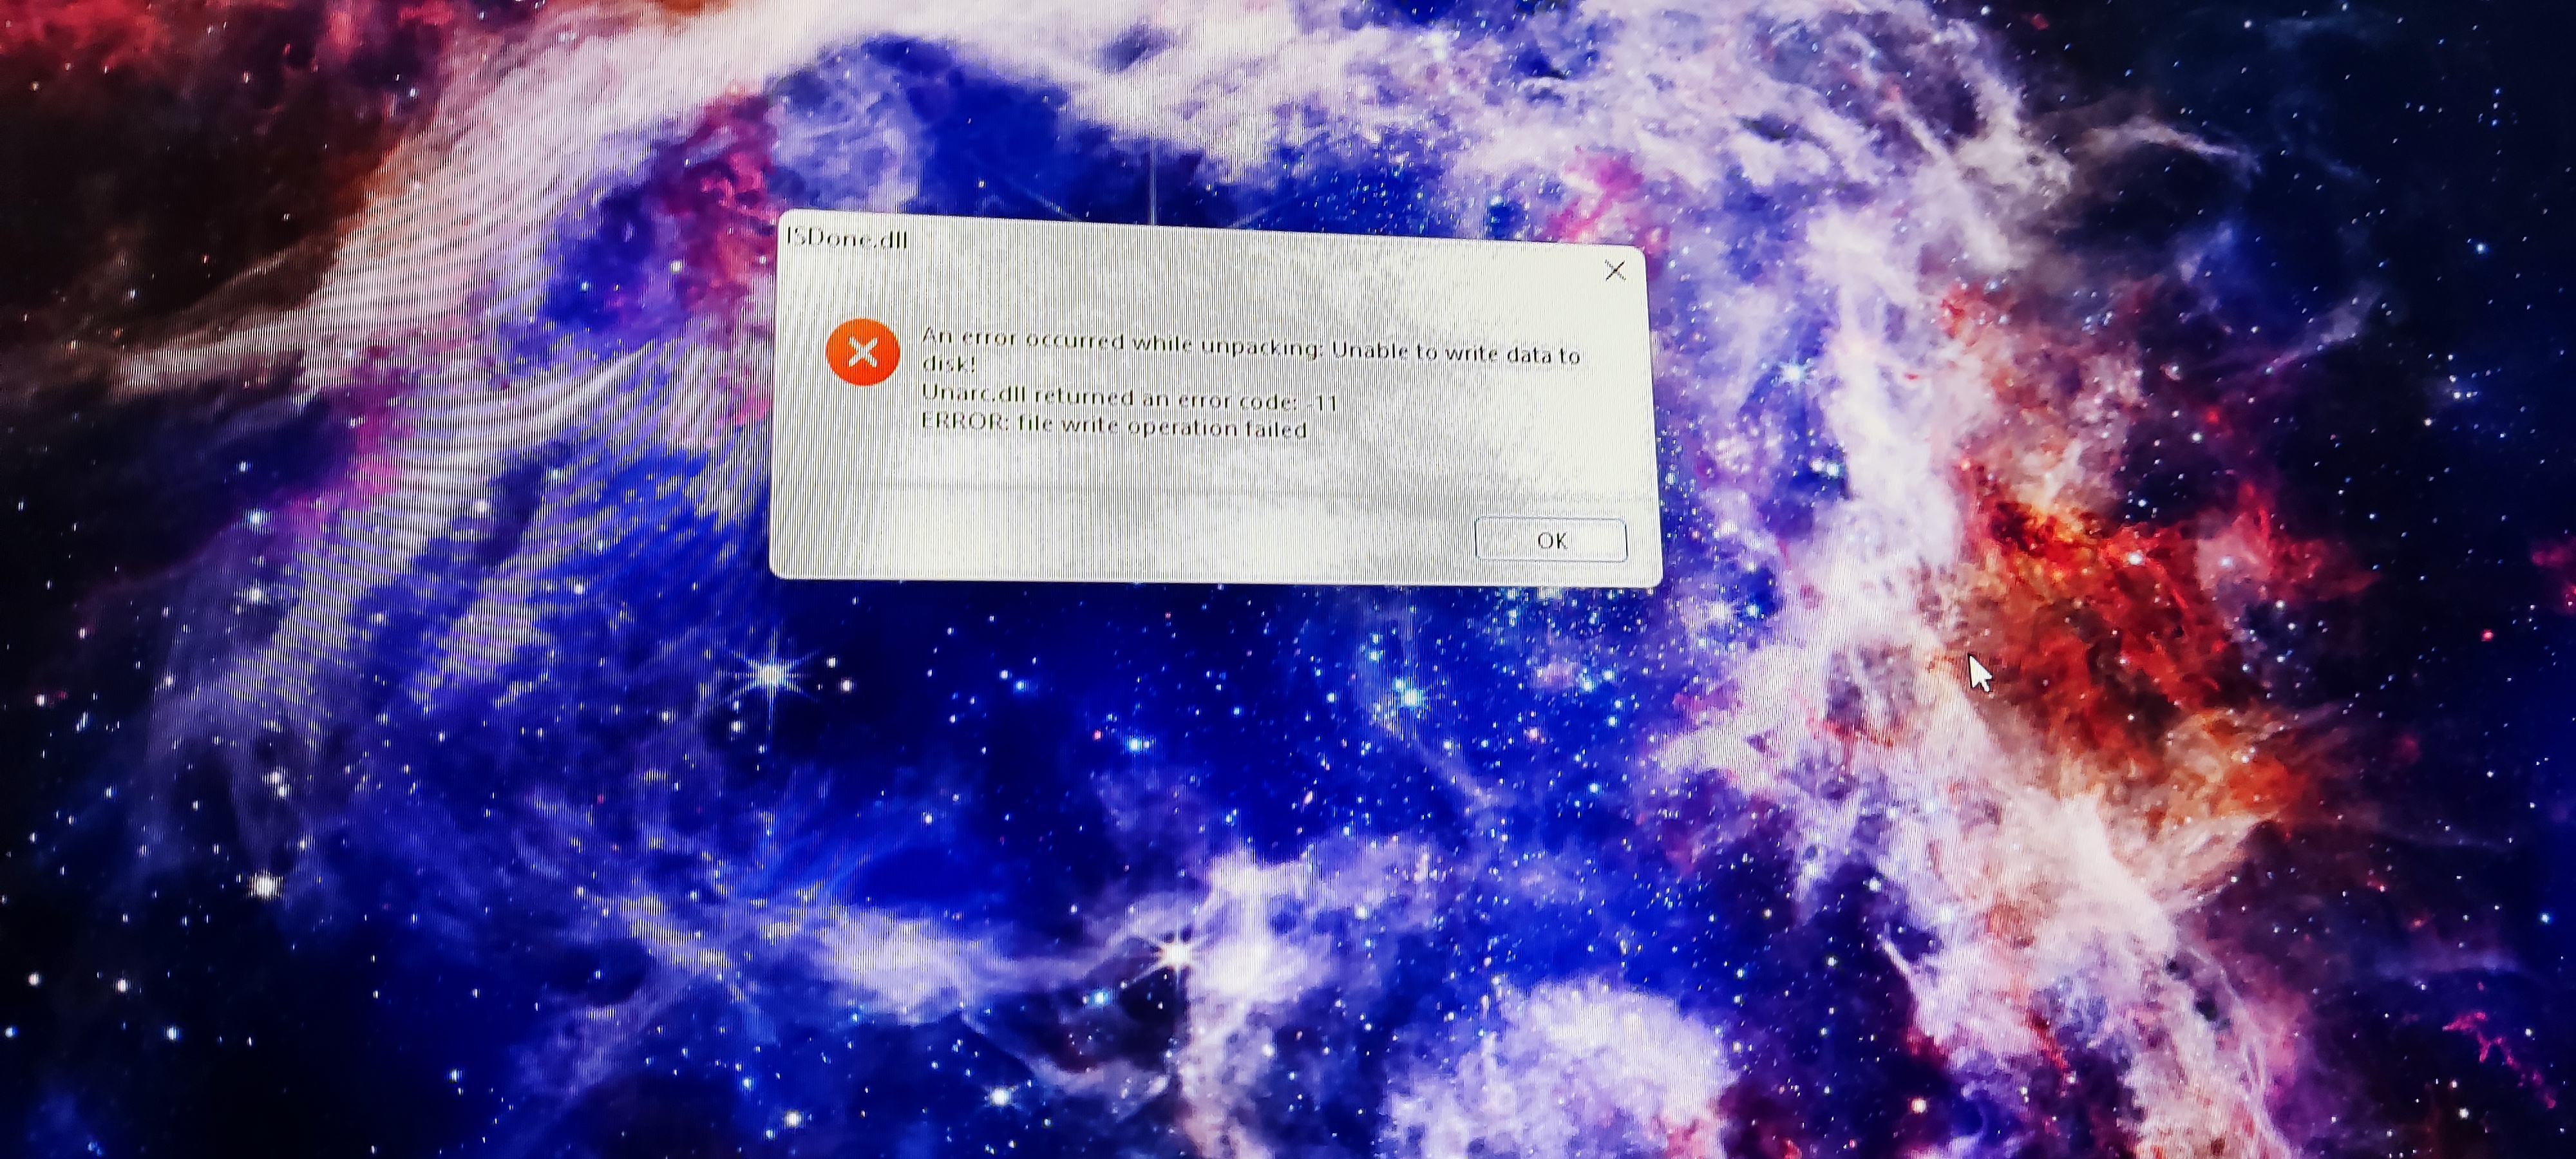 ISDone.dll
An error occurred while unpacking: Unable to write data to
disk!
Unarc.dll returned an error code: -11
ERROR: file write operation failed
OK